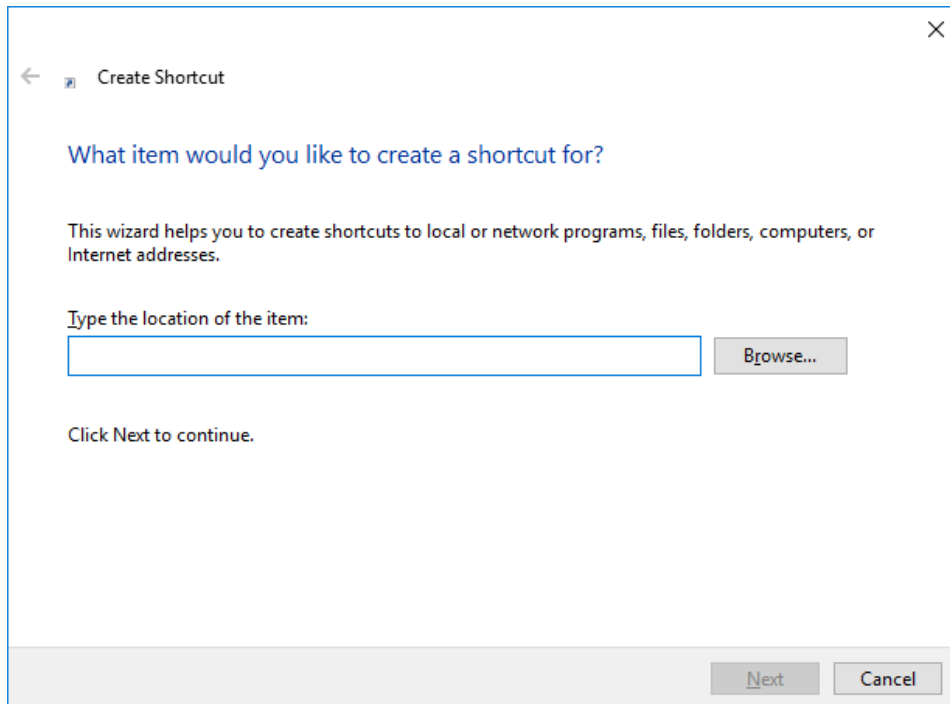 Create Shortcut
What item would you like to create a shortcut for?
This wizard helps you to create shortcuts to local or network programs, files, folders, computers, or
Internet addresses.
Type the location of the item:
Browse...
Click Next to continue.
Next
Cancel